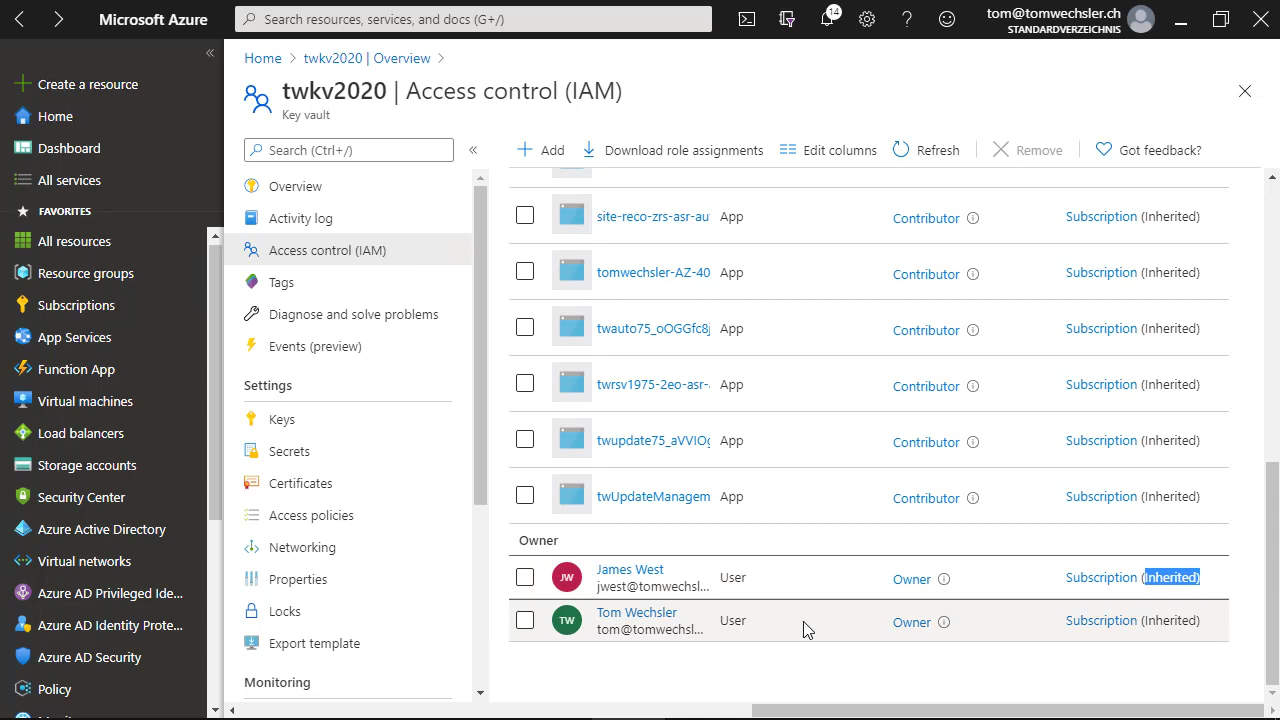 Microsoft Azure
Search resources, services, and docs (G+/)
14
tom@tomwechsler.ch
STANDARDVERZEICHNIS
Create a resource
Home
Dashboard
All services
FAVORITES
All resources
Resource groups
Subscriptions
App Services
Function App
Virtual machines
Load balancers
Storage accounts
Security Center
Azure Active Directory
Virtual networks
Azure AD Privileged Ide...
Azure AD Identity Prote...
Azure AD Security
Policy
Home > twkv2020 | Overview >
twkv2020 | Access control (IAM)
Key vault
Search (Ctrl+/)
Overview
Activity log
Access control (IAM)
Tags
Diagnose and solve problems
Events (preview)
Settings
Keys
Secrets
Certificates
Access policies
Networking
Properties
Locks
Export template
Monitoring
Add Download role assignments Edit columns Refresh Remove Got feedback?
site-reco-zrs-asr-au App Contributor Subscription (Inherited)
tomwechsler-AZ-40 App Contributor Subscription (Inherited)
twauto75_oOGGfc8j App Contributor Subscription (Inherited)
twrsv1975-2eo-asr-. App Contributor Subscription (Inherited)
twupdate75_aVVIOg App Contributor Subscription (Inherited)
twUpdateManagem App Contributor Subscription (Inherited)
Owner
James West
jwest@tomwechsl... User Owner Subscription (Inherited)
Tom Wechsler
tom@tomwechsl... User Owner Subscription (Inherited)
JW
TW